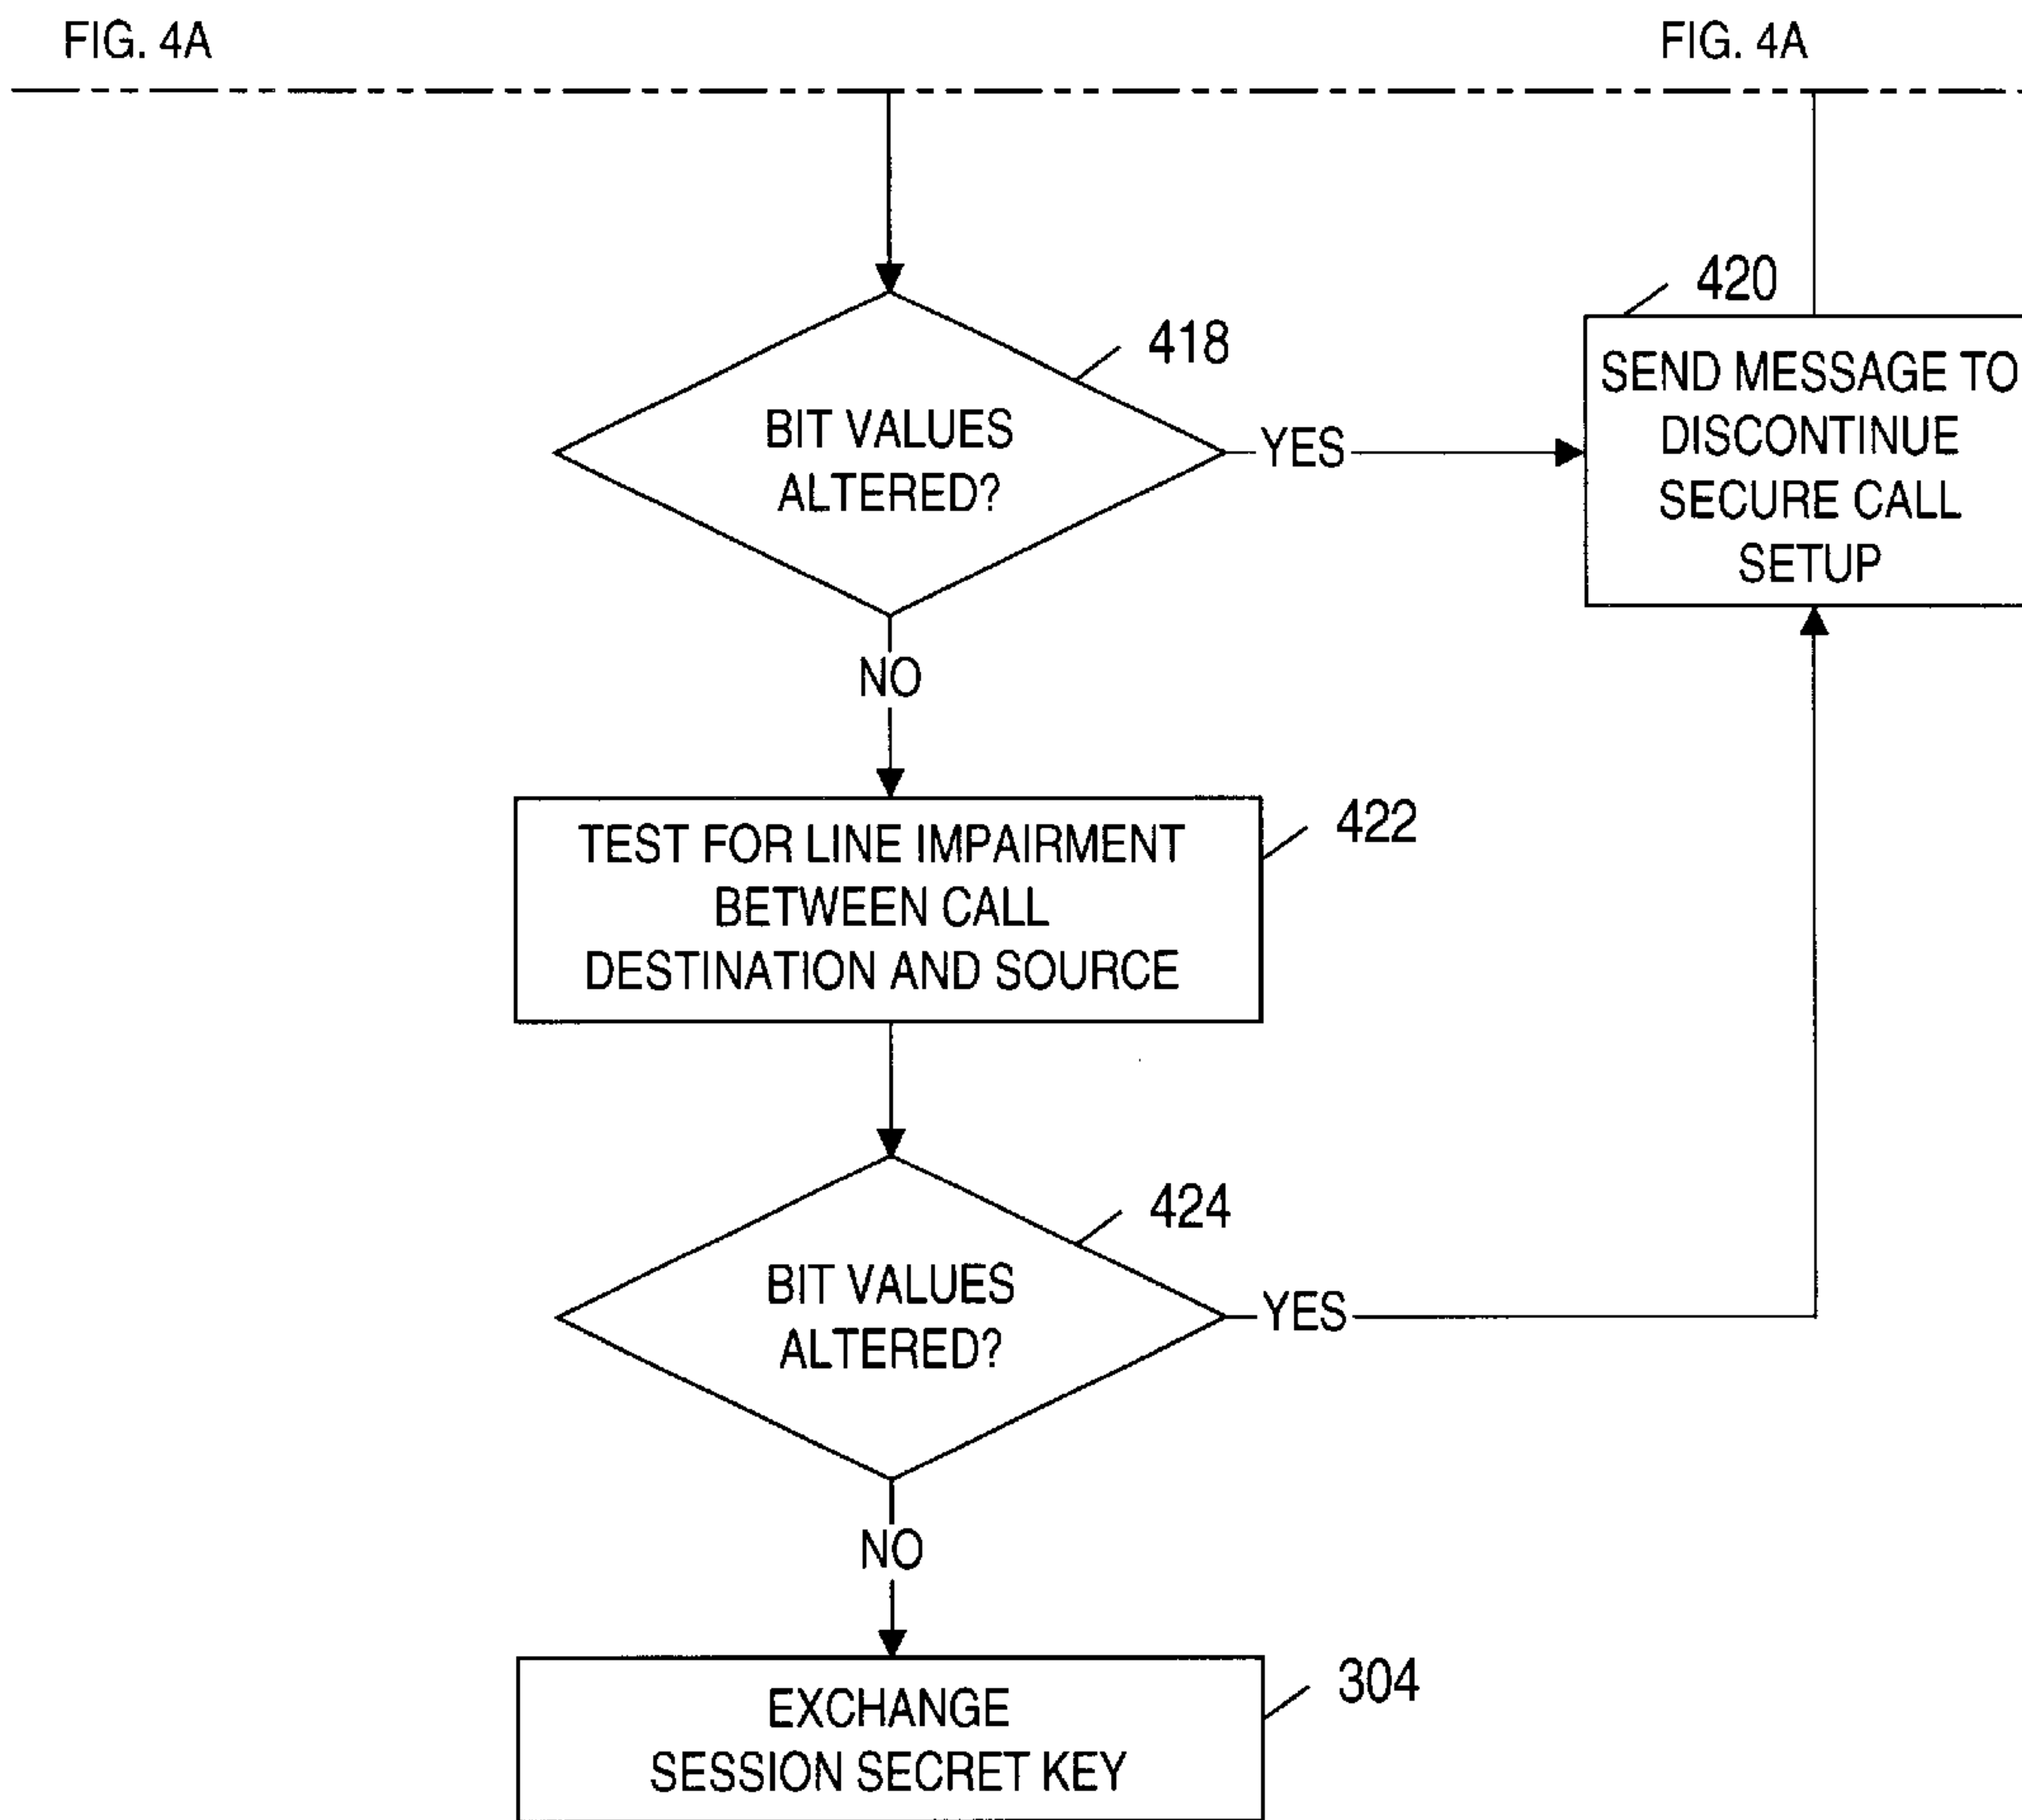 FIG. 4A
FIG. 4A
418
BIT VALUES
ALTERED?
YES
420
SEND MESSAGE TO
DISCONTINUE
SECURE CALL
SETUP
NO
422
TEST FOR LINE IMPAIRMENT
BETWEEN CALL
DESTINATION AND SOURCE
424
BIT VALUES
ALTERED?
YES
NO
304
EXCHANGE
SESSION SECRET KEY